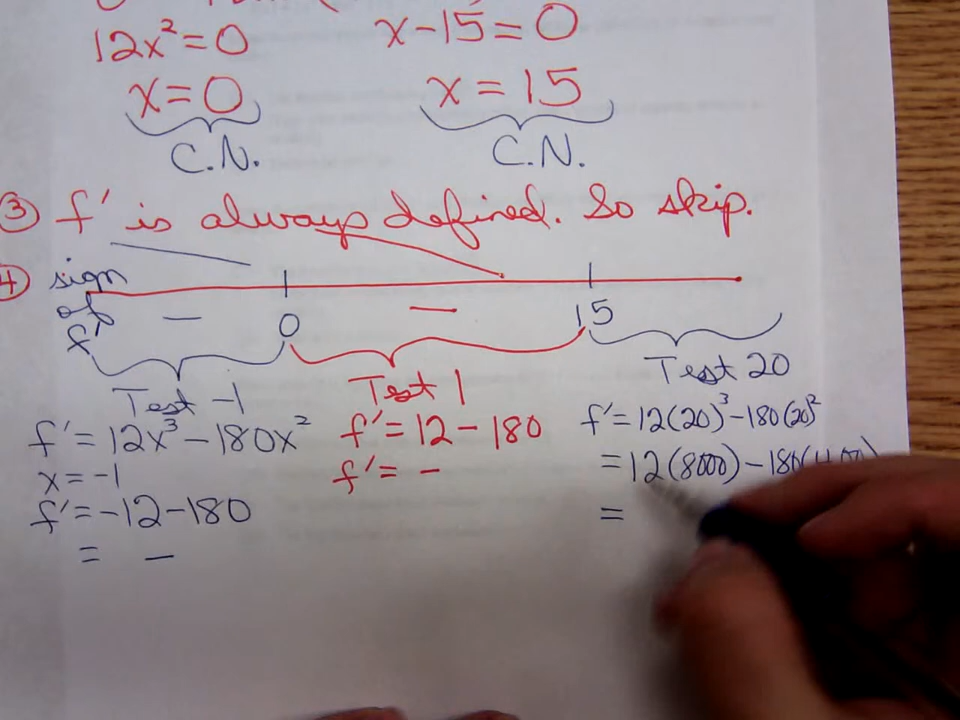 12x² = 0 x − 15 = 0
x = 0 x = 15
C.N. C.N.
③ f' is always defined. So skip.
④ sign of f' − 0 − 15
Test −1 Test 1 Test 20
f' = 12x³ − 180x² f' = 12 − 180 f' = 12(20)³ − 180(20)²
x = −1 f' = − = 12(8000) − 180(400)
f' = −12 − 180 =
= −